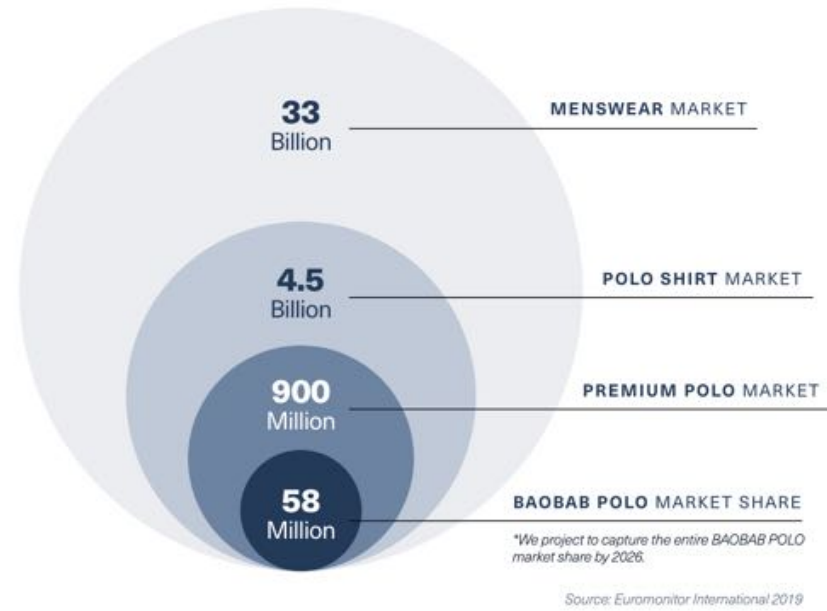 33
Billion
MENSWEAR MARKET
4.5
Billion
POLO SHIRT MARKET
900
Million
PREMIUM POLO MARKET
58
Million
BAOBAB POLO MARKET SHARE
*We project to capture the entire BAOBAB POLO
market share by 2026.
Source: Euromonitor International 2019